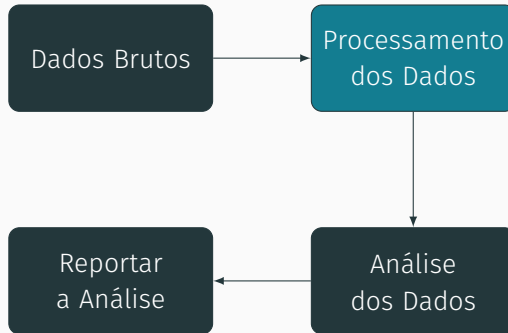 Dados Brutos
Processamento
dos Dados
Reportar
a Análise
Análise
dos Dados